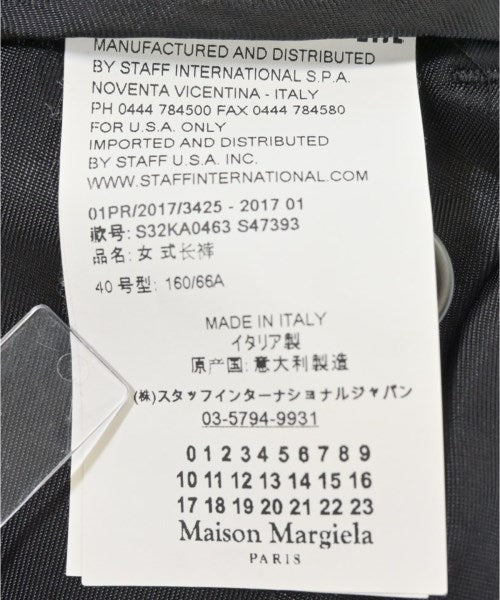 MANUFACTURED AND DISTRIBUTED
BY STAFF INTERNATIONAL S.P.A.
NOVENTA VICENTINA - ITALY
PH 0444 784500 FAX 0444 784580
FOR U.S.A. ONLY
IMPORTED AND DISTRIBUTED
BY STAFF U.S.A. INC.
WWW.STAFFINTERNATIONAL.COM
01PR/2017/3425 - 2017 01
款号: S32KA0463 S47393
品名: 女式长裤
40 号型: 160/66A
MADE IN ITALY
イタリア製
原产国: 意大利製造
(株)スタッフインターナショナルジャパン
03-5794-9931
0 1 2 3 4 5 6 7 8 9
10 11 12 13 14 15 16
17 18 19 20 21 22 23
Maison Margiela
PARIS